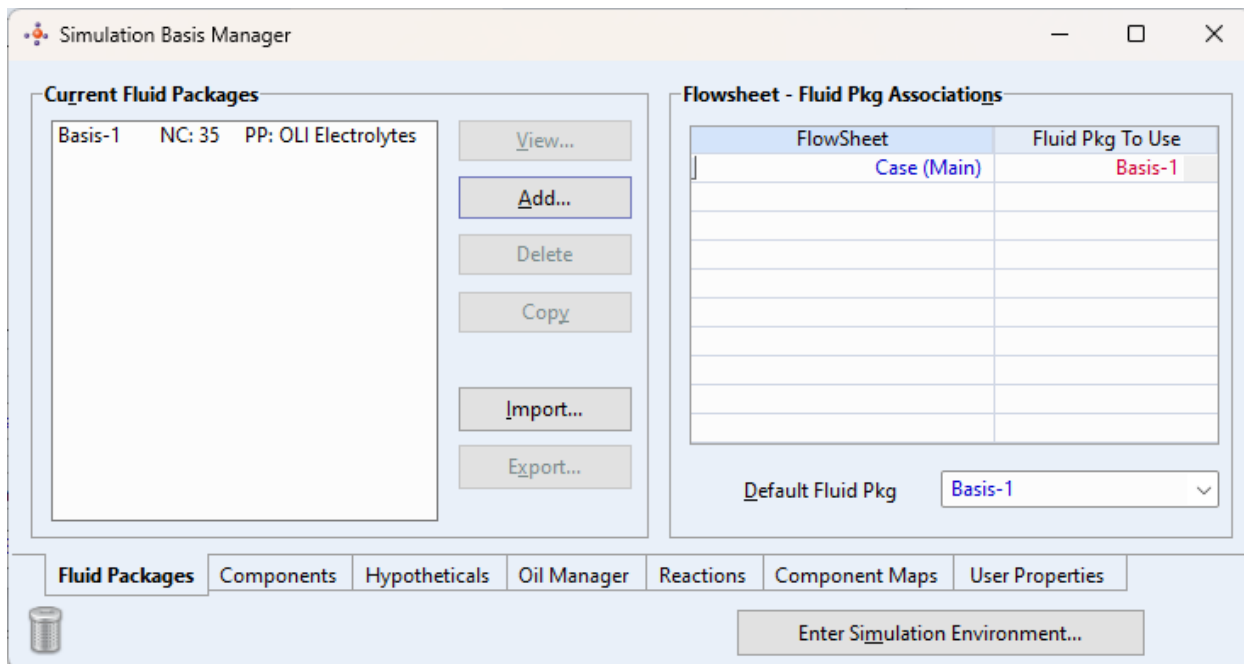 Simulation Basis Manager
Current Fluid Packages
Basis-1 NC: 35 PP: OLI Electrolytes
View...
Add...
Delete
Copy
Import...
Export...
Flowsheet - Fluid Pkg Associations
FlowSheet Fluid Pkg To Use
Case (Main) Basis-1
Default Fluid Pkg Basis-1
Fluid Packages Components Hypotheticals Oil Manager Reactions Component Maps User Properties
Enter Simulation Environment...